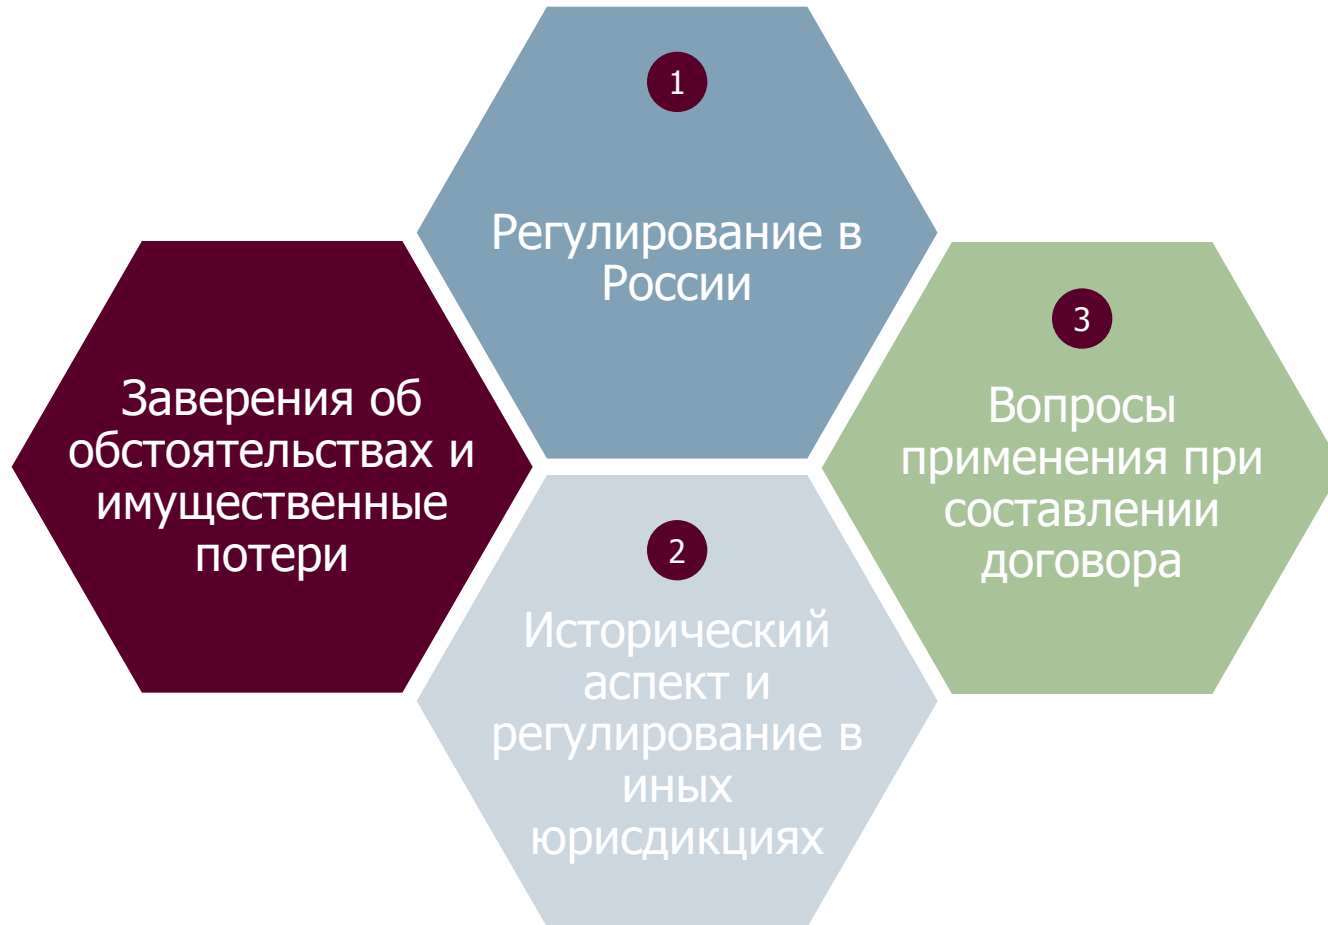 Заверения об
обстоятельствах и
имущественные
потери
1
Регулирование в
России
2
Исторический
аспект и
регулирование в
иных
юрисдикциях
3
Вопросы
применения при
составлении
договора